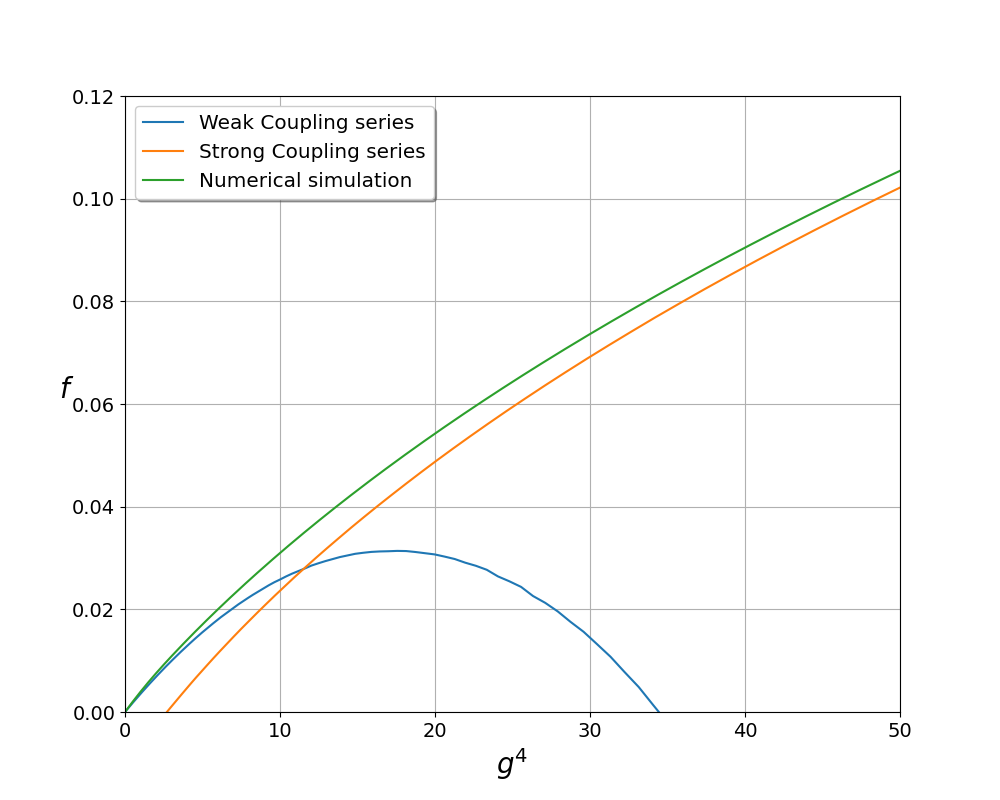 0.12
Weak Coupling series
Strong Coupling series
Numerical simulation
0.10
0.08
f
0.06
0.04
0.02
0.00
0 10 20 30 40 50
g⁴